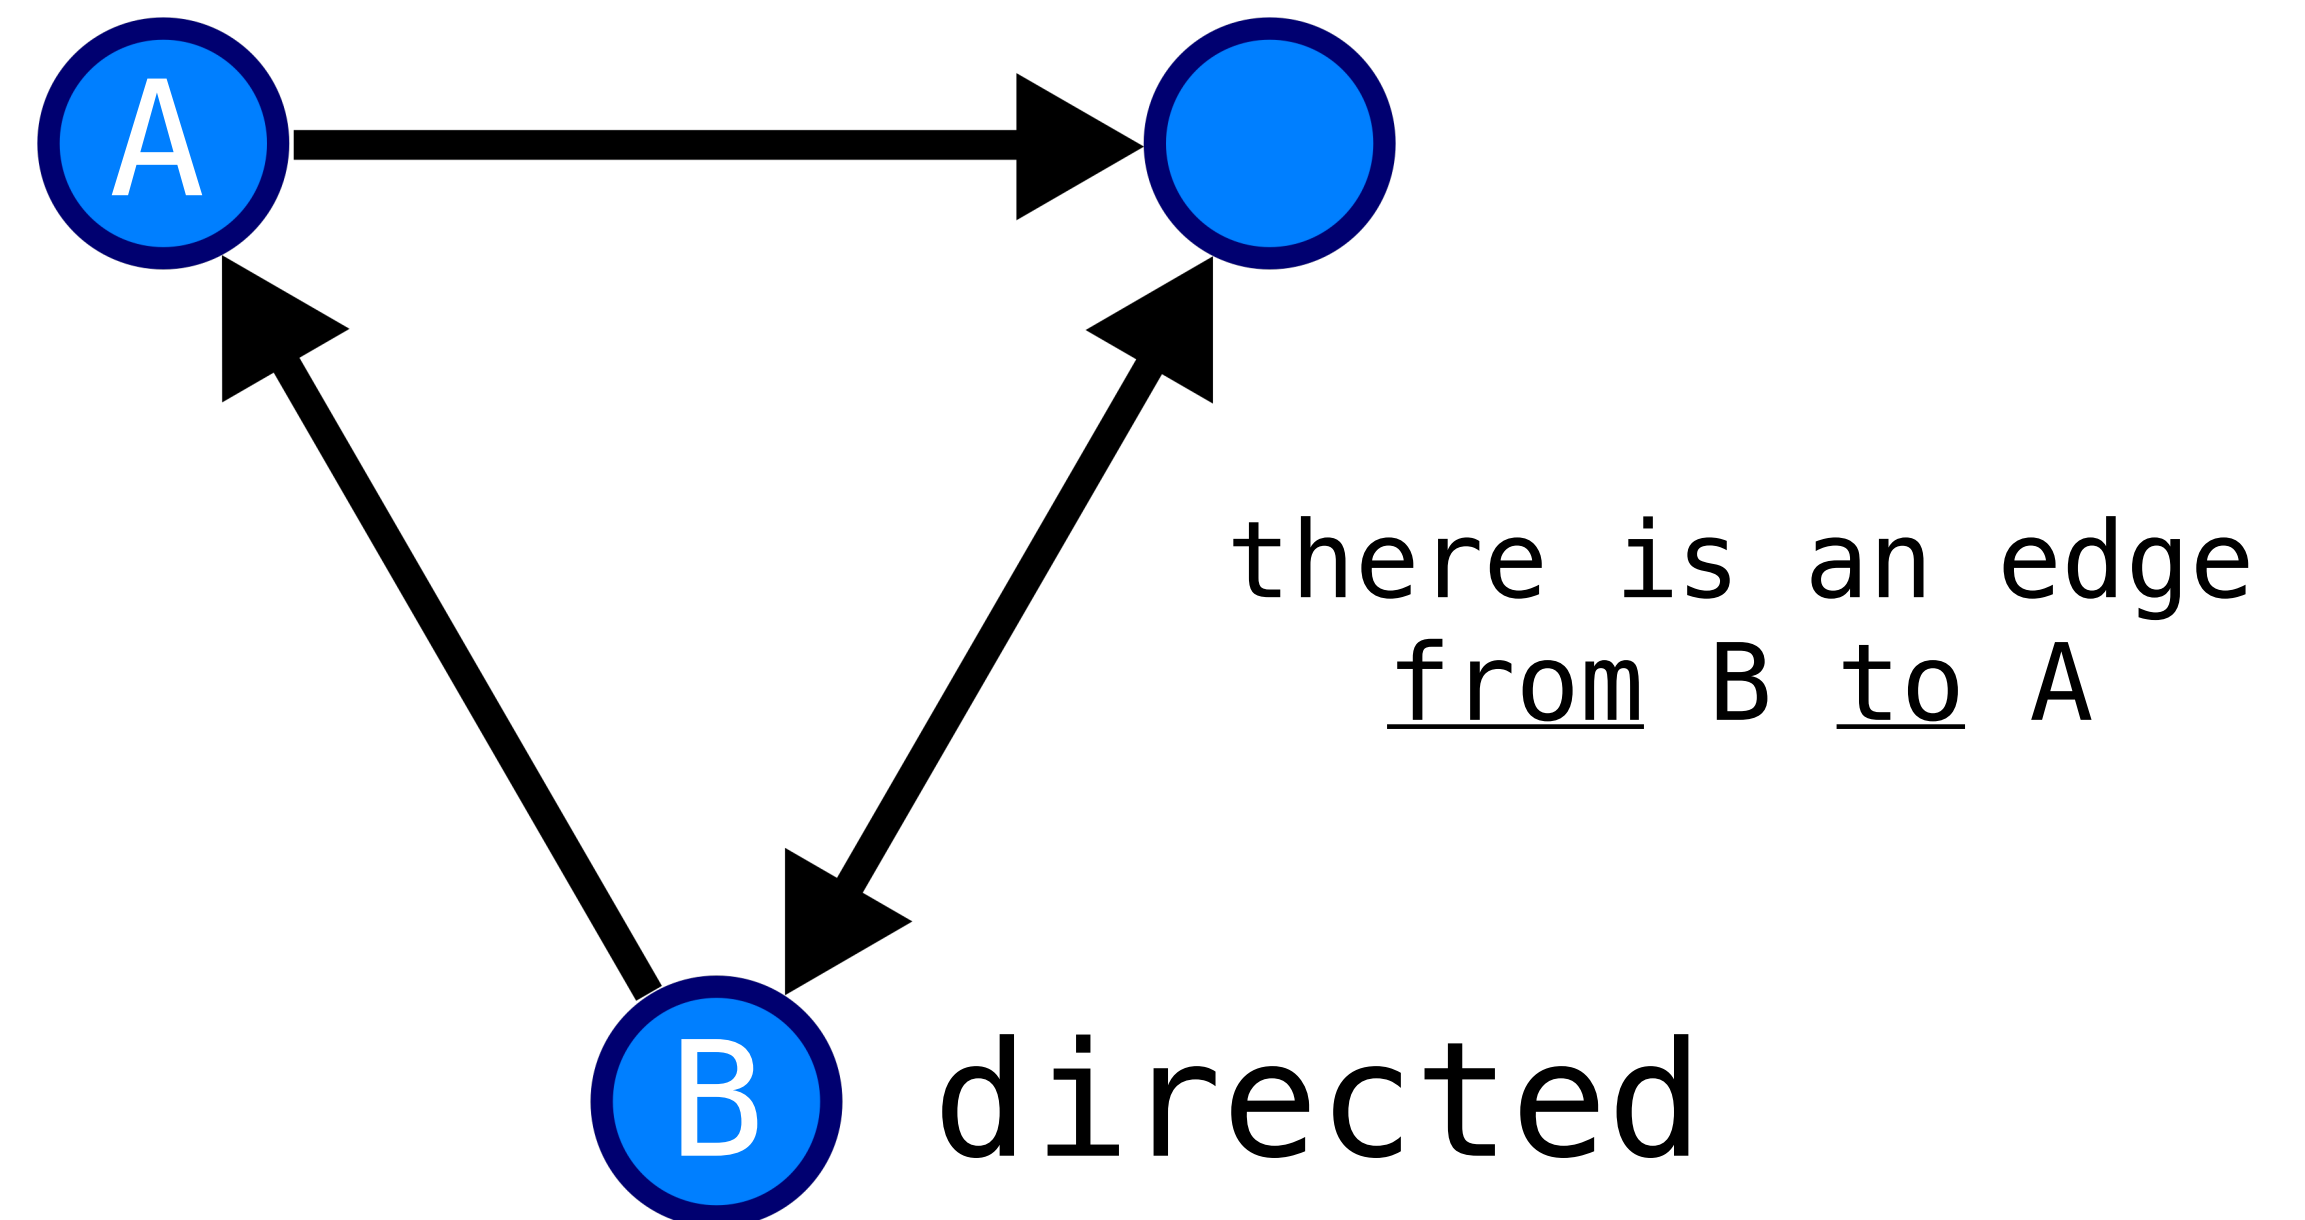 A
there is an edge
from B to A
B
directed